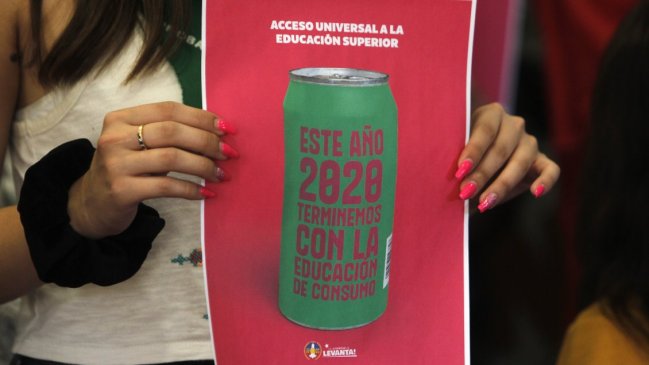 ACCESO UNIVERSAL A LA
EDUCACIÓN SUPERIOR
ESTE AÑO
2020
TERMINEMOS
CON LA
EDUCACIÓN
DE CONSUMO
LEVANTA!